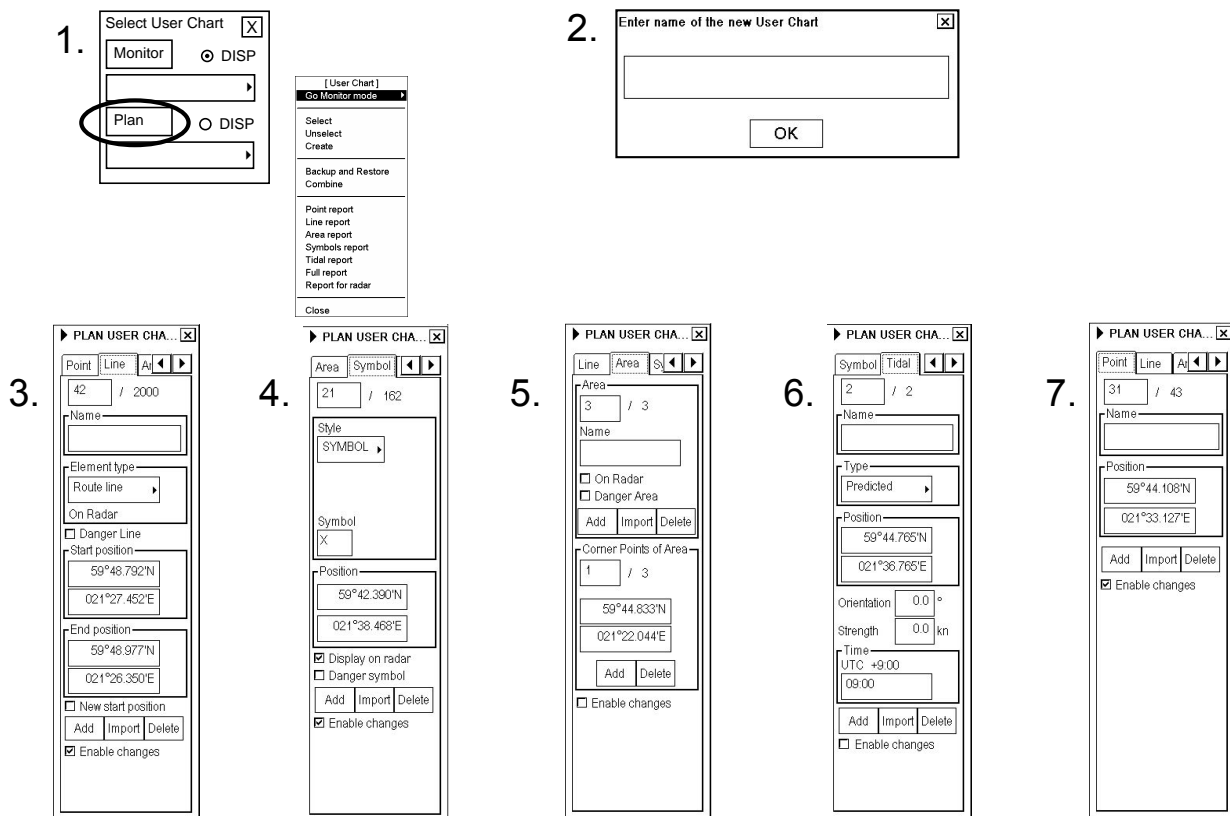 1.
Select User Chart X
Monitor DISP
Plan DISP
[ User Chart ]
Go Monitor mode
Select
Unselect
Create
Backup and Restore
Combine
Point report
Line report
Area report
Symbols report
Tidal report
Full report
Report for radar
Close
2.
Enter name of the new User Chart
OK
3.
PLAN USER CHA...
Point Line
42 / 2000
Name
Element type
Route line
On Radar
Danger Line
Start position
59°48.792'N
021°27.452'E
End position
59°48.977'N
021°26.350'E
New start position
Add Import Delete
Enable changes
4.
PLAN USER CHA...
Area Symbol
21 / 162
Style
SYMBOL
Symbol
X
Position
59°42.390'N
021°38.468'E
Display on radar
Danger symbol
Add Import Delete
Enable changes
5.
PLAN USER CHA...
Line Area Sy
Area
3 / 3
Name
On Radar
Danger Area
Add Import Delete
Corner Points of Area
1 / 3
59°44.833'N
021°22.044'E
Add Delete
Enable changes
6.
PLAN USER CHA...
Symbol Tidal
2 / 2
Name
Type
Predicted
Position
59°44.765'N
021°36.765'E
Orientation 0.0 °
Strength 0.0 kn
Time
UTC +9:00
09:00
Add Import Delete
Enable changes
7.
PLAN USER CHA...
Point Line Ar
31 / 43
Name
Position
59°44.108'N
021°33.127'E
Add Import Delete
Enable changes